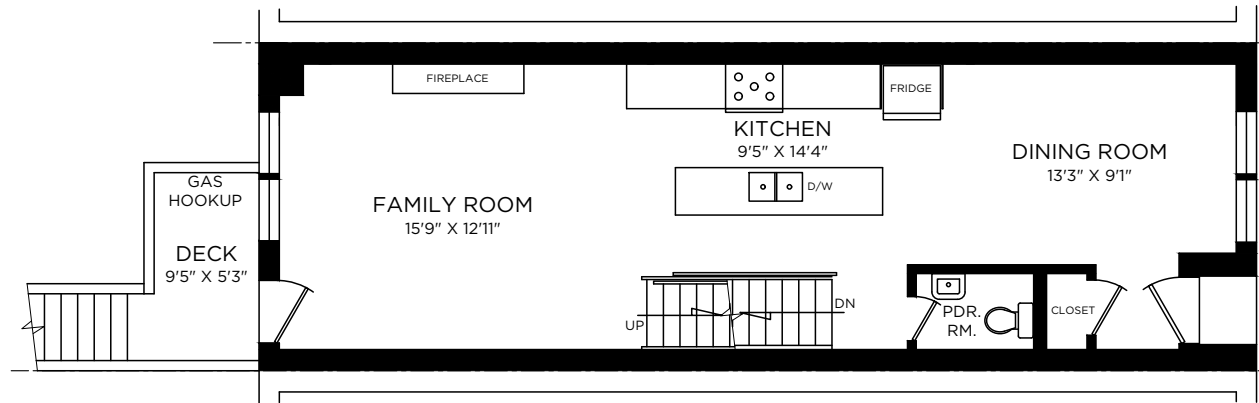 FIREPLACE
FRIDGE
KITCHEN
9'5" X 14'4"
DINING ROOM
13'3" X 9'1"
GAS
HOOKUP
D/W
FAMILY ROOM
15'9" X 12'11"
DECK
9'5" X 5'3"
UP
DN
PDR.
RM.
CLOSET